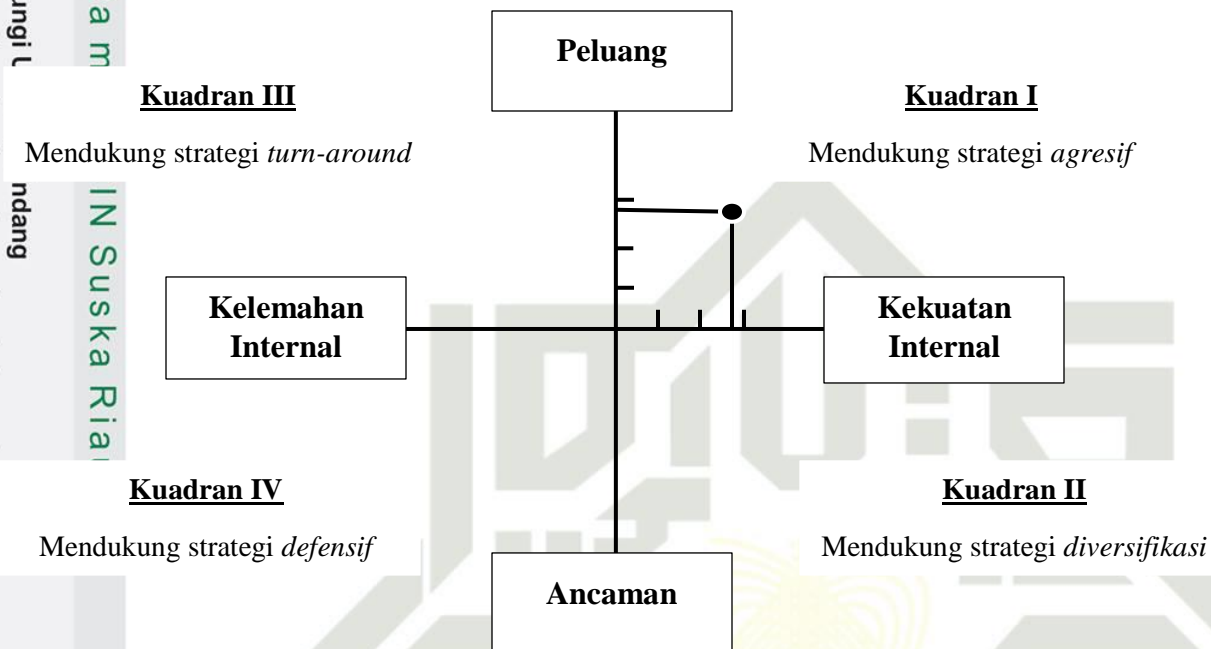 Peluang
Kuadran III
Mendukung strategi turn-around
Kuadran I
Mendukung strategi agresif
Kelemahan
Internal
Kekuatan
Internal
Kuadran IV
Mendukung strategi defensif
Kuadran II
Mendukung strategi diversifikasi
Ancaman
Suska